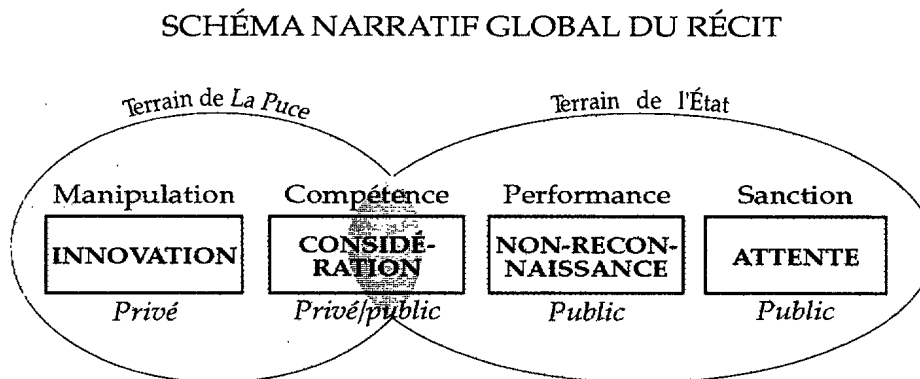 SCHÉMA NARRATIF GLOBAL DU RÉCIT
Terrain de La Puce
Terrain de l'État
Manipulation
INNOVATION
Privé
Compétence
CONSIDÉ-
RATION
Privé/public
Performance
NON-RECON-
NAISSANCE
Public
Sanction
ATTENTE
Public